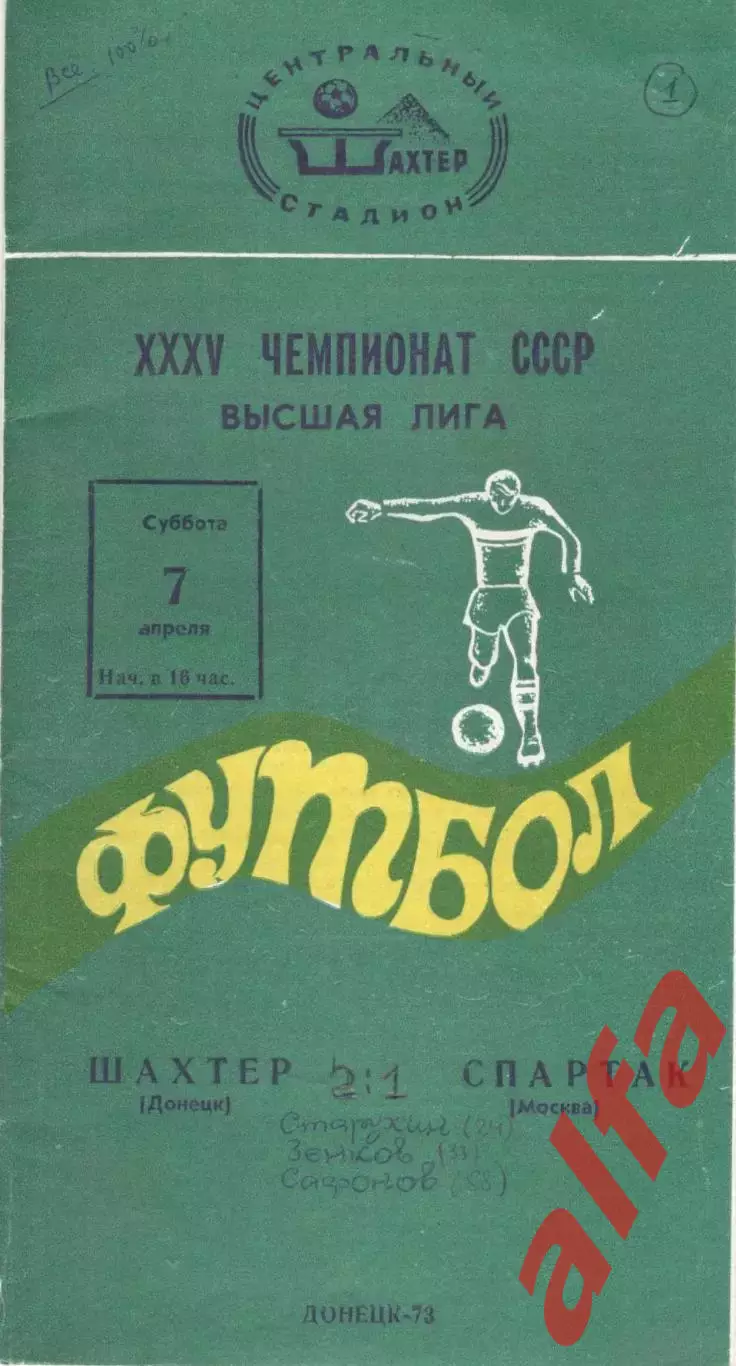 Все 100%
1
ЦЕНТРАЛЬНЫЙ
ШАХТЕР
СТАДИОН
XXXV ЧЕМПИОНАТ СССР
ВЫСШАЯ ЛИГА
Суббота
7
апреля
Нач. в 16 час.
ФУТБОЛ
ШАХТЕР 2:1 СПАРТАК
(Донецк) (Москва)
Старухин (24)
Зенков (33)
Сафонов (58)
ДОНЕЦК-73
alfa